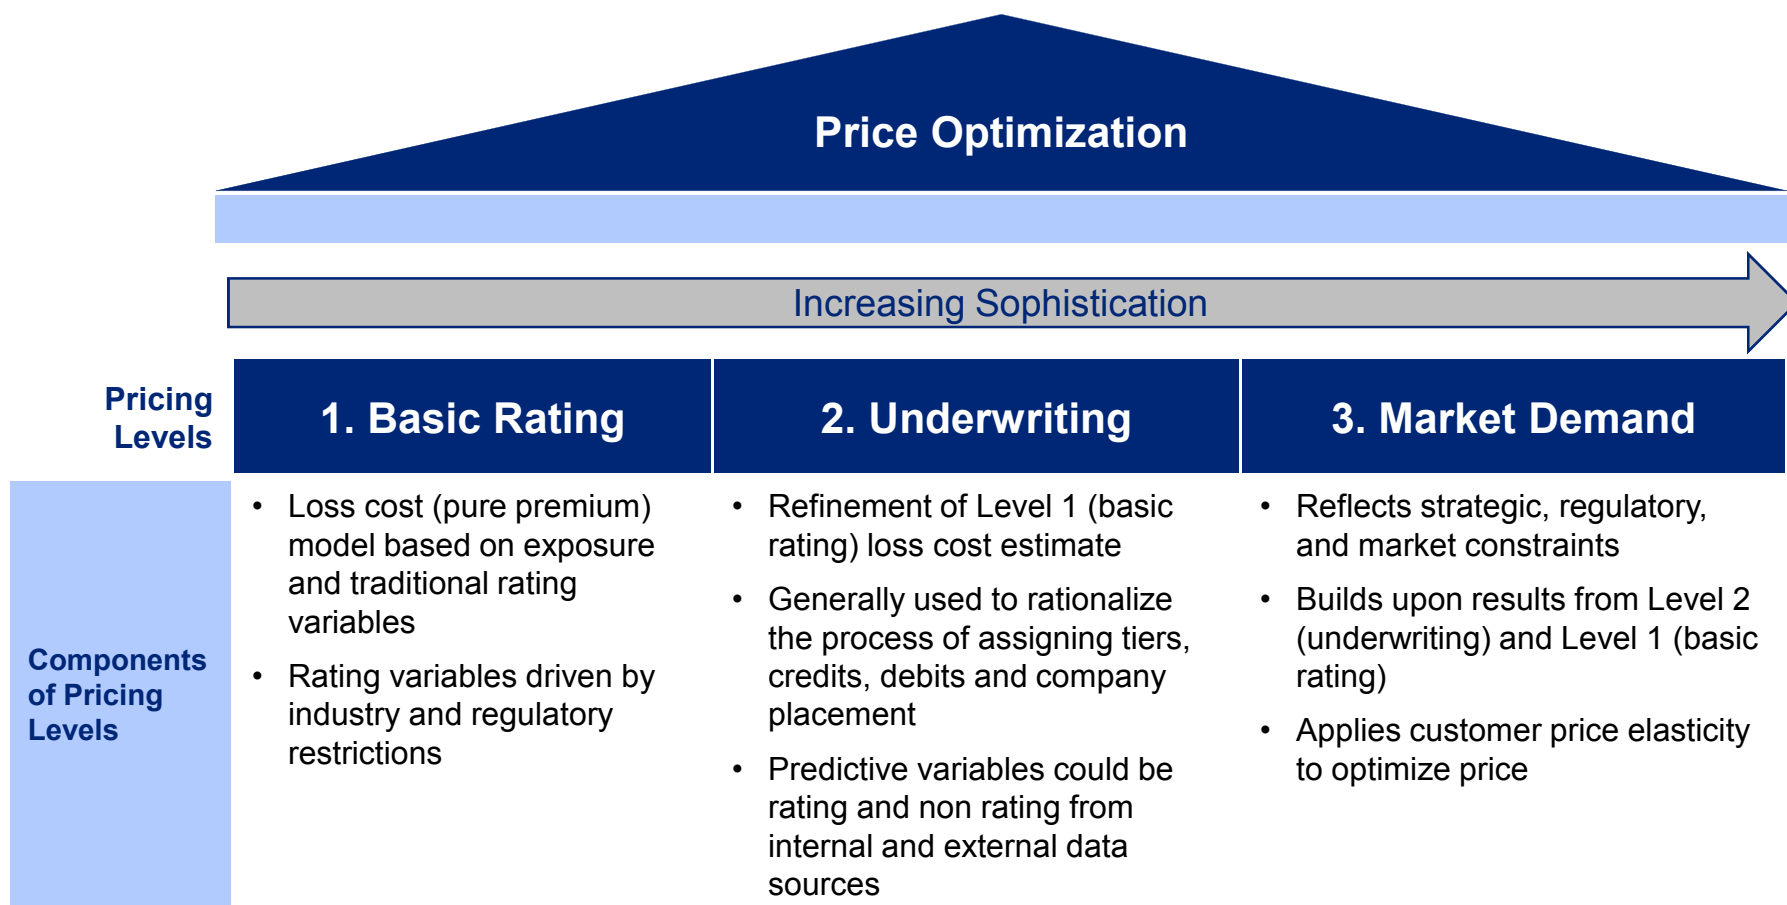 Price Optimization
Increasing Sophistication
Pricing
Levels
1. Basic Rating
2. Underwriting
3. Market Demand
Components
of Pricing
Levels
• Loss cost (pure premium)
model based on exposure
and traditional rating
variables
• Rating variables driven by
industry and regulatory
restrictions
• Refinement of Level 1 (basic
rating) loss cost estimate
• Generally used to rationalize
the process of assigning tiers,
credits, debits and company
placement
• Predictive variables could be
rating and non rating from
internal and external data
sources
• Reflects strategic, regulatory,
and market constraints
• Builds upon results from Level 2
(underwriting) and Level 1 (basic
rating)
• Applies customer price elasticity
to optimize price